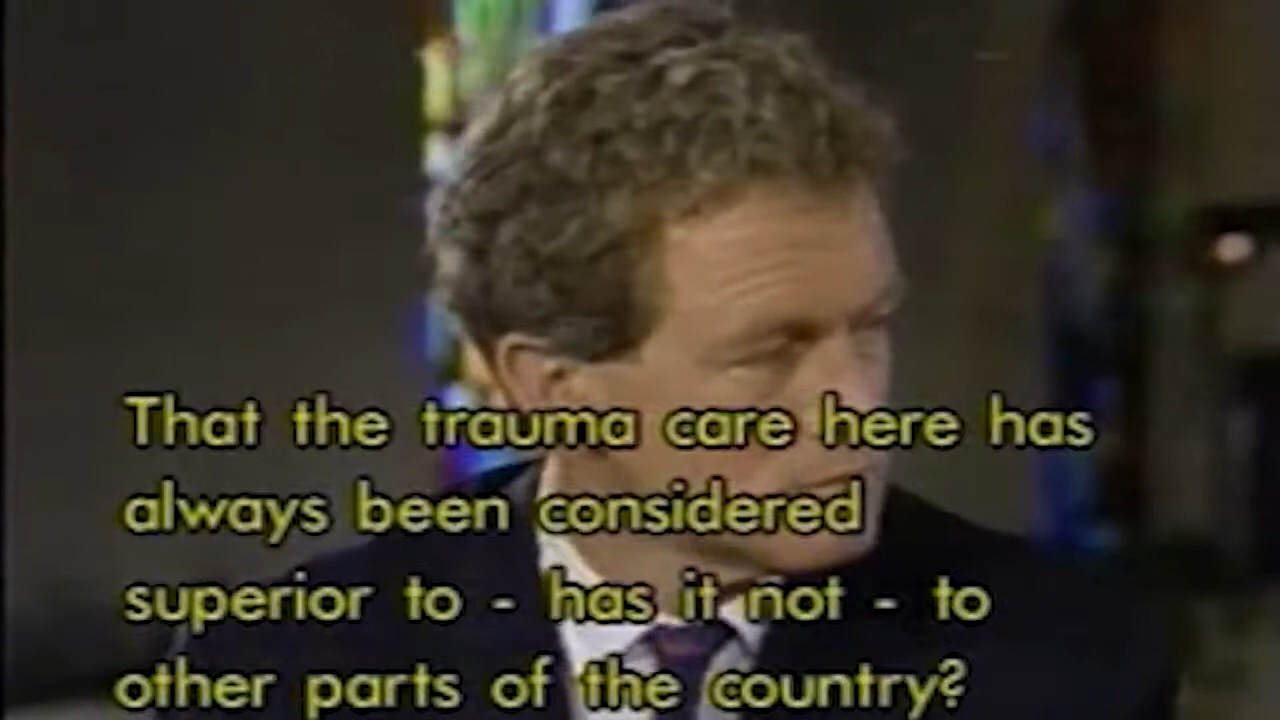 That the trauma care here has
always been considered
superior to - has it not - to
other parts of the country?